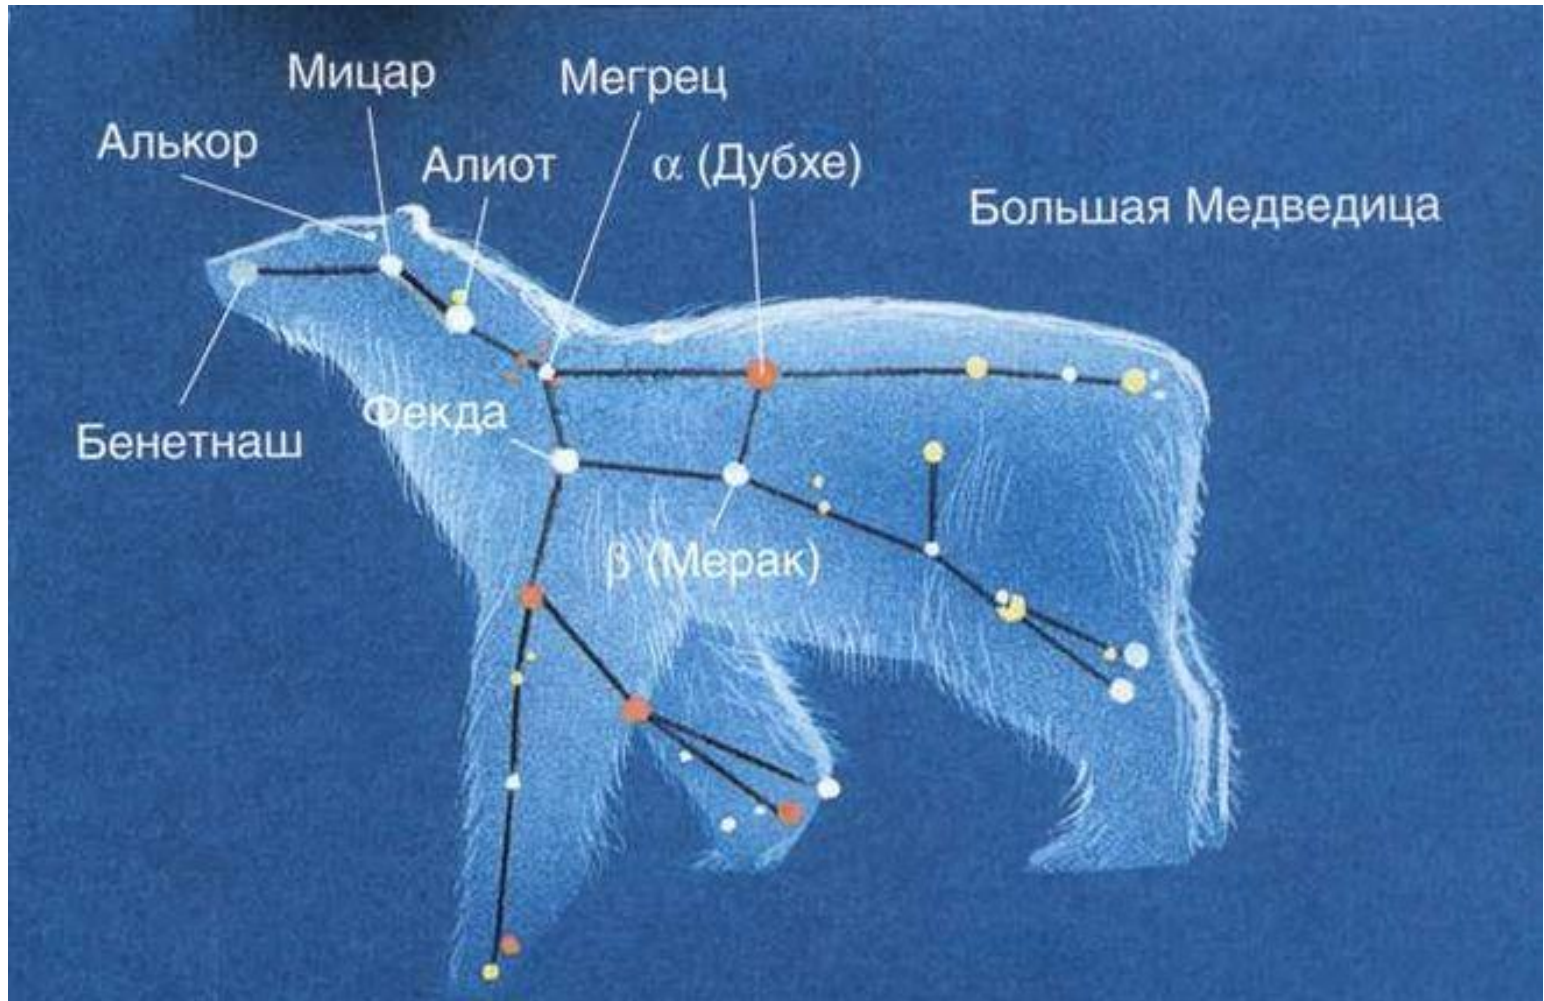 Мицар
Мегрец
Алькор
Алиот
α (Дубхе)
Большая Медведица
Фекда
Бенетнаш
β (Мерак)